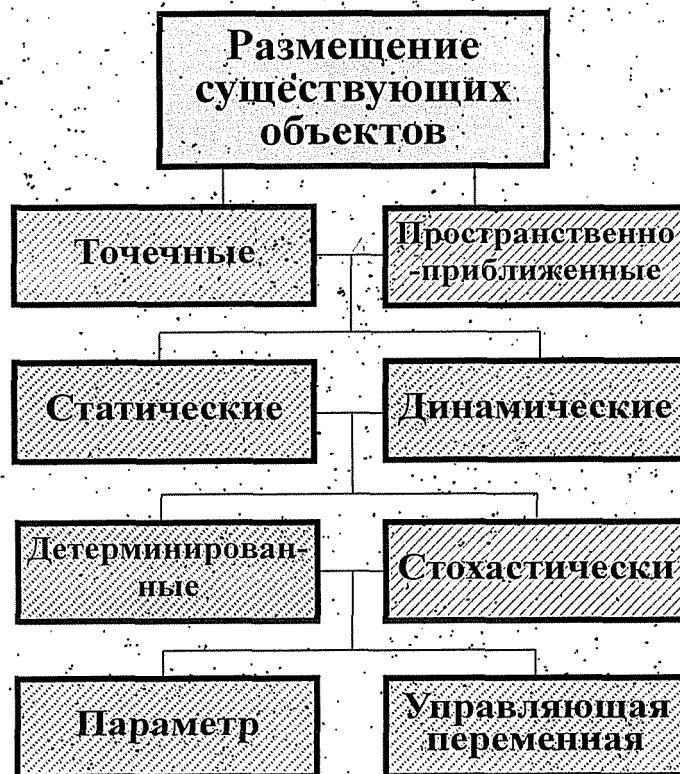 Размещение
существующих
объектов
Точечные
Пространственно
-приближенные
Статические
Динамические
Детерминирован-
ные
Стохастически
Параметр
Управляющая
переменная